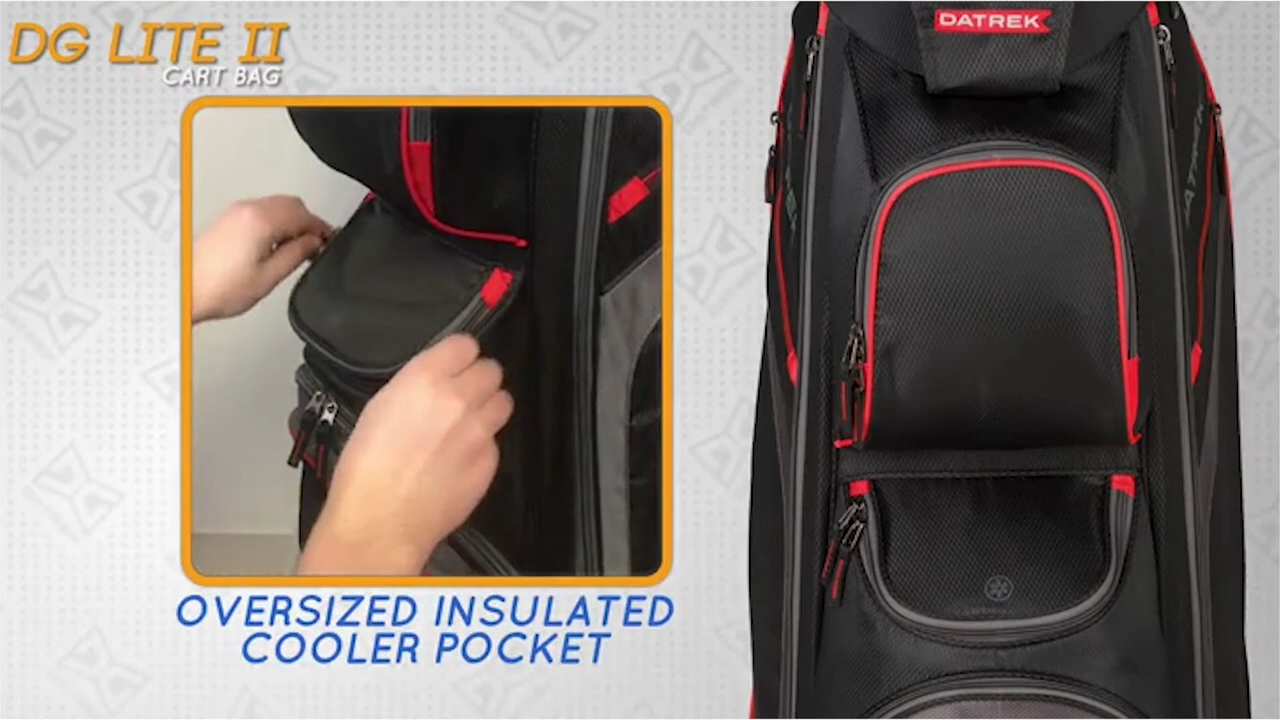 DG LITE II
CART BAG
DATREK
OVERSIZED INSULATED
COOLER POCKET